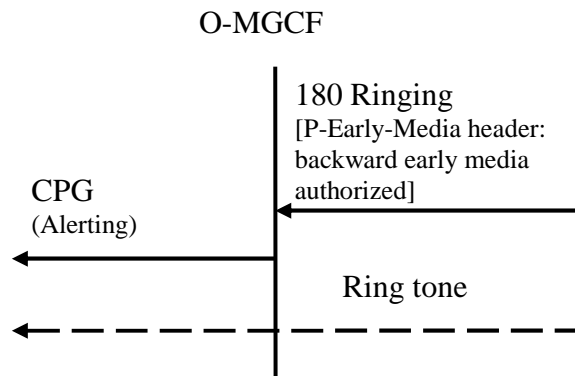 O-MGCF
180 Ringing
[P-Early-Media header:
backward early media
authorized]
CPG
(Alerting)
Ring tone